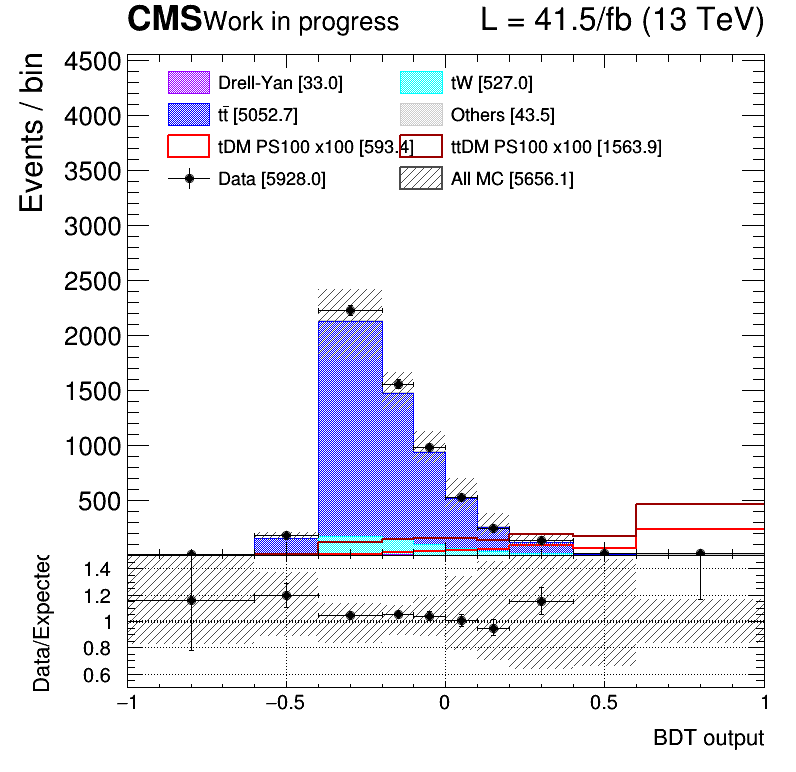 CMS Work in progress L = 41.5/fb (13 TeV)
Events / bin
4500
4000
3500
3000
2500
2000
1500
1000
500
Drell-Yan [33.0] tW [527.0]
tt̄ [5052.7] Others [43.5]
tDM PS100 x100 [593.4] ttDM PS100 x100 [1563.9]
Data [5928.0] All MC [5656.1]
Data/Expected
1.4
1.2
1
0.8
0.6
−1 −0.5 0 0.5 1
BDT output